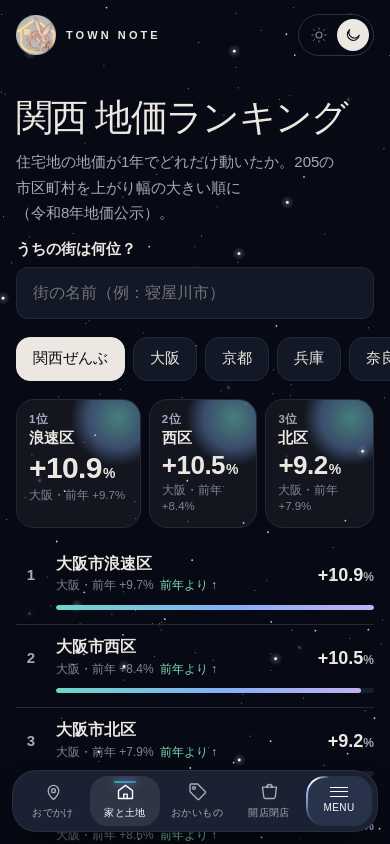 TOWN NOTE
関西 地価ランキング
住宅地の地価が1年でどれだけ動いたか。205の
市区町村を上がり幅の大きい順に
（令和8年地価公示）。
うちの街は何位？
街の名前（例：寝屋川市）
関西ぜんぶ 大阪 京都 兵庫 奈良
1位 2位 3位
浪速区 西区 北区
+10.9% +10.5% +9.2%
大阪・前年 +9.7% 大阪・前年 大阪・前年
+8.4% +7.9%
大阪市浪速区
1 大阪・前年 +9.7% 前年より↑ +10.9%
大阪市西区
2 大阪・前年 +8.4% 前年より↑ +10.5%
大阪市北区
3 大阪・前年 +7.9% 前年より↑ +9.2%
おでかけ 家と土地 おかいもの 開店閉店 MENU
大阪・前年 +8.6% 前年より↑